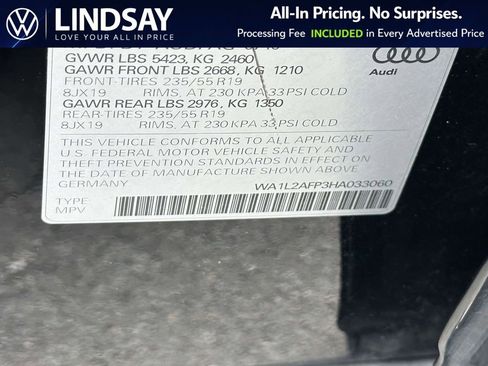 LINDSAY
LOVE YOUR ALL-IN PRICE.
All-In Pricing. No Surprises.
Processing Fee INCLUDED in Every Advertised Price
GVWR LBS 5423, KG 2460
GAWR FRONT LBS 2668, KG 1210
FRONT-TIRES 235/55 R19
8JX19 RIMS, AT 230 KPA 33 PSI COLD
GAWR REAR LBS 2976, KG 1350
REAR-TIRES 235/55 R19
8JX19 RIMS, AT 230 KPA 33 PSI COLD
Audi
THIS VEHICLE CONFORMS TO ALL APPLICABLE
U.S. FEDERAL MOTOR VEHICLE SAFETY AND
THEFT PREVENTION STANDARDS IN EFFECT ON
THE DATE OF MANUFACTURE SHOWN ABOVE
GERMANY
WA1L2AFP3HA033060
TYPE
MPV